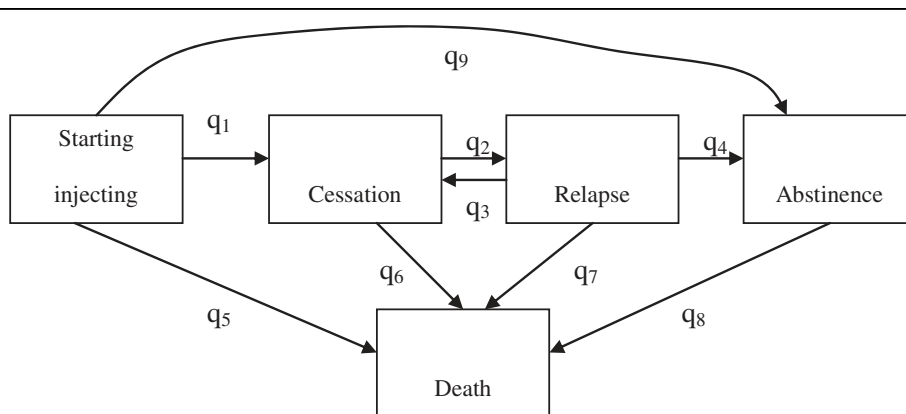 q9
q1
Starting
injecting
Cessation
q2
q3
Relapse
q4
Abstinence
q5
q6
q7
q8
Death